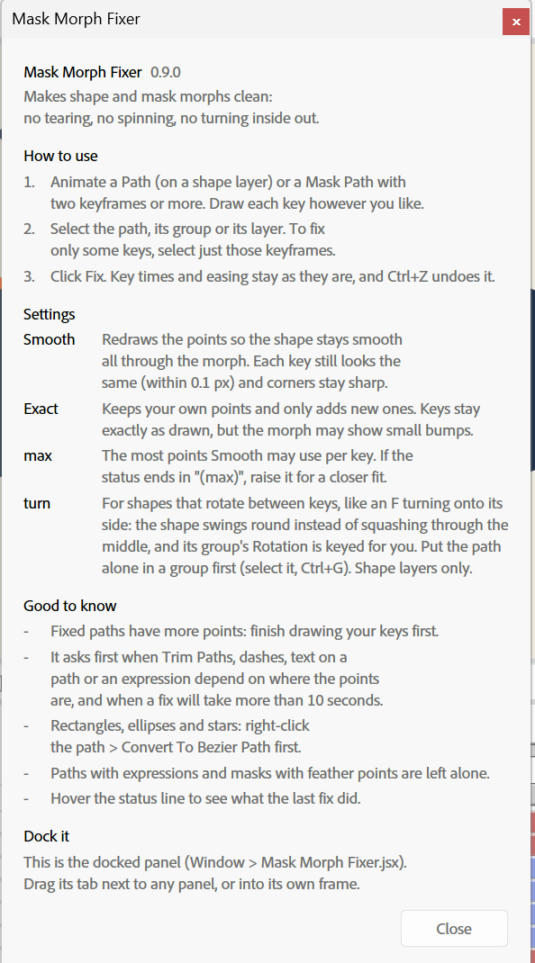 Mask Morph Fixer
x
Mask Morph Fixer 0.9.0
Makes shape and mask morphs clean:
no tearing, no spinning, no turning inside out.
How to use
1. Animate a Path (on a shape layer) or a Mask Path with
two keyframes or more. Draw each key however you like.
2. Select the path, its group or its layer. To fix
only some keys, select just those keyframes.
3. Click Fix. Key times and easing stay as they are, and Ctrl+Z undoes it.
Settings
Smooth Redraws the points so the shape stays smooth
all through the morph. Each key still looks the
same (within 0.1 px) and corners stay sharp.
Exact Keeps your own points and only adds new ones. Keys stay
exactly as drawn, but the morph may show small bumps.
max The most points Smooth may use per key. If the
status ends in "(max)", raise it for a closer fit.
turn For shapes that rotate between keys, like an F turning onto its
side: the shape swings round instead of squashing through the
middle, and its group's Rotation is keyed for you. Put the path
alone in a group first (select it, Ctrl+G). Shape layers only.
Good to know
- Fixed paths have more points: finish drawing your keys first.
- It asks first when Trim Paths, dashes, text on a
path or an expression depend on where the points
are, and when a fix will take more than 10 seconds.
- Rectangles, ellipses and stars: right-click
the path > Convert To Bezier Path first.
- Paths with expressions and masks with feather points are left alone.
- Hover the status line to see what the last fix did.
Dock it
This is the docked panel (Window > Mask Morph Fixer.jsx).
Drag its tab next to any panel, or into its own frame.
Close